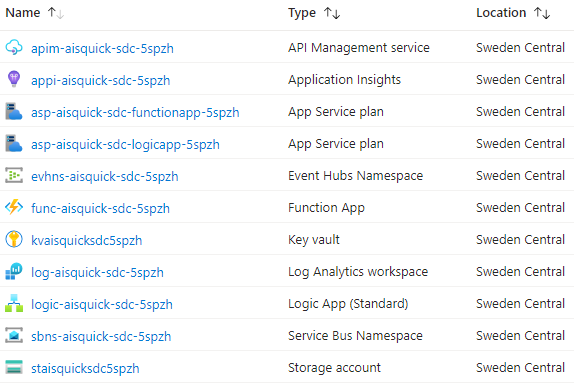 Name ↑↓ Type ↑↓ Location ↑↓
apim-aisquick-sdc-5spzh API Management service Sweden Central
appi-aisquick-sdc-5spzh Application Insights Sweden Central
asp-aisquick-sdc-functionapp-5spzh App Service plan Sweden Central
asp-aisquick-sdc-logicapp-5spzh App Service plan Sweden Central
evhns-aisquick-sdc-5spzh Event Hubs Namespace Sweden Central
func-aisquick-sdc-5spzh Function App Sweden Central
kvaisquicksdc5spzh Key vault Sweden Central
log-aisquick-sdc-5spzh Log Analytics workspace Sweden Central
logic-aisquick-sdc-5spzh Logic App (Standard) Sweden Central
sbns-aisquick-sdc-5spzh Service Bus Namespace Sweden Central
staisquicksdc5spzh Storage account Sweden Central